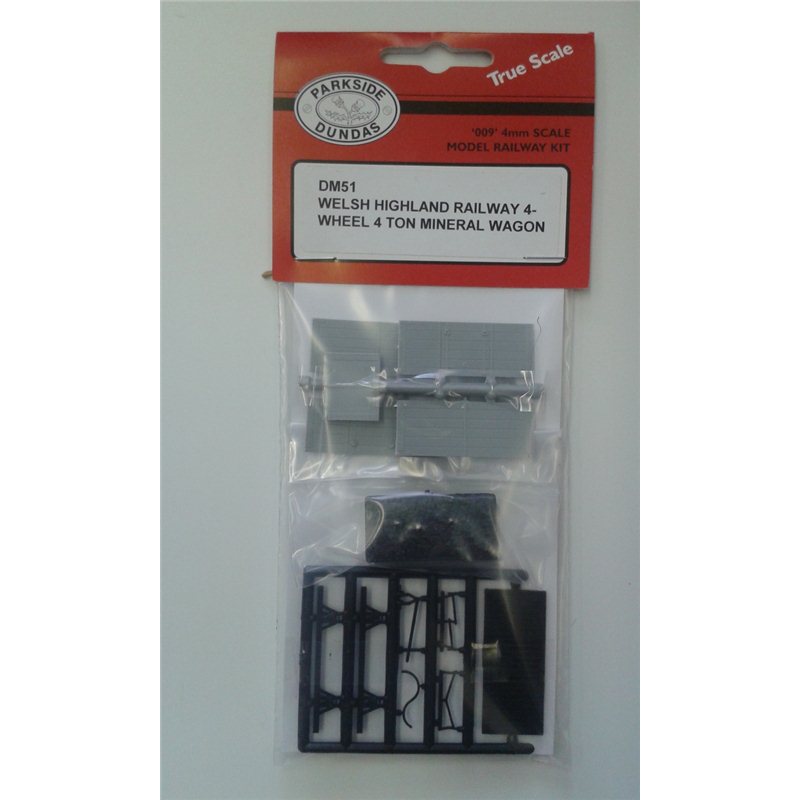 PARKSIDE
DUNDAS
True Scale
'009' 4mm SCALE
MODEL RAILWAY KIT
DM51
WELSH HIGHLAND RAILWAY 4-
WHEEL 4 TON MINERAL WAGON